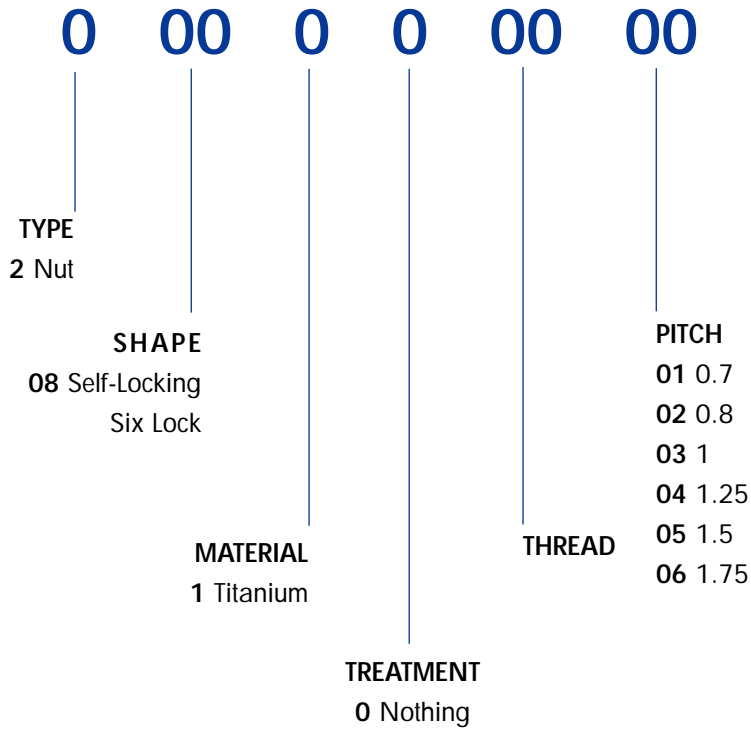 0 00 0 0 00 00
TYPE
2 Nut
SHAPE
08 Self-Locking
Six Lock
MATERIAL
1 Titanium
TREATMENT
0 Nothing
THREAD
PITCH
01 0.7
02 0.8
03 1
04 1.25
05 1.5
06 1.75